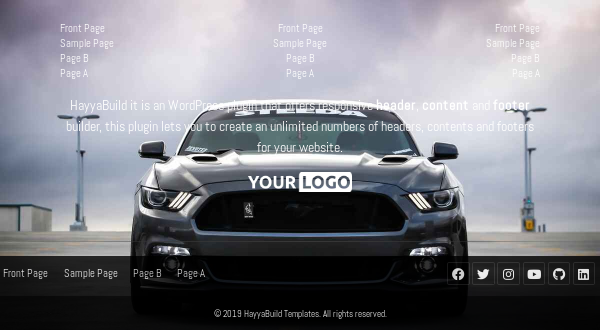 Front Page
Sample Page
Page B
Page A
Front Page
Sample Page
Page B
Page A
Front Page
Sample Page
Page B
Page A
HayyaBuild it is an WordPress plugin that offers responsive header, content and footer
STEEDA
builder, this plugin lets you to create an unlimited numbers of headers, contents and footers
for your website.
YOUR LOGO
Front Page Sample Page Page B Page A
© 2019 HayyaBuild Templates. All rights reserved.